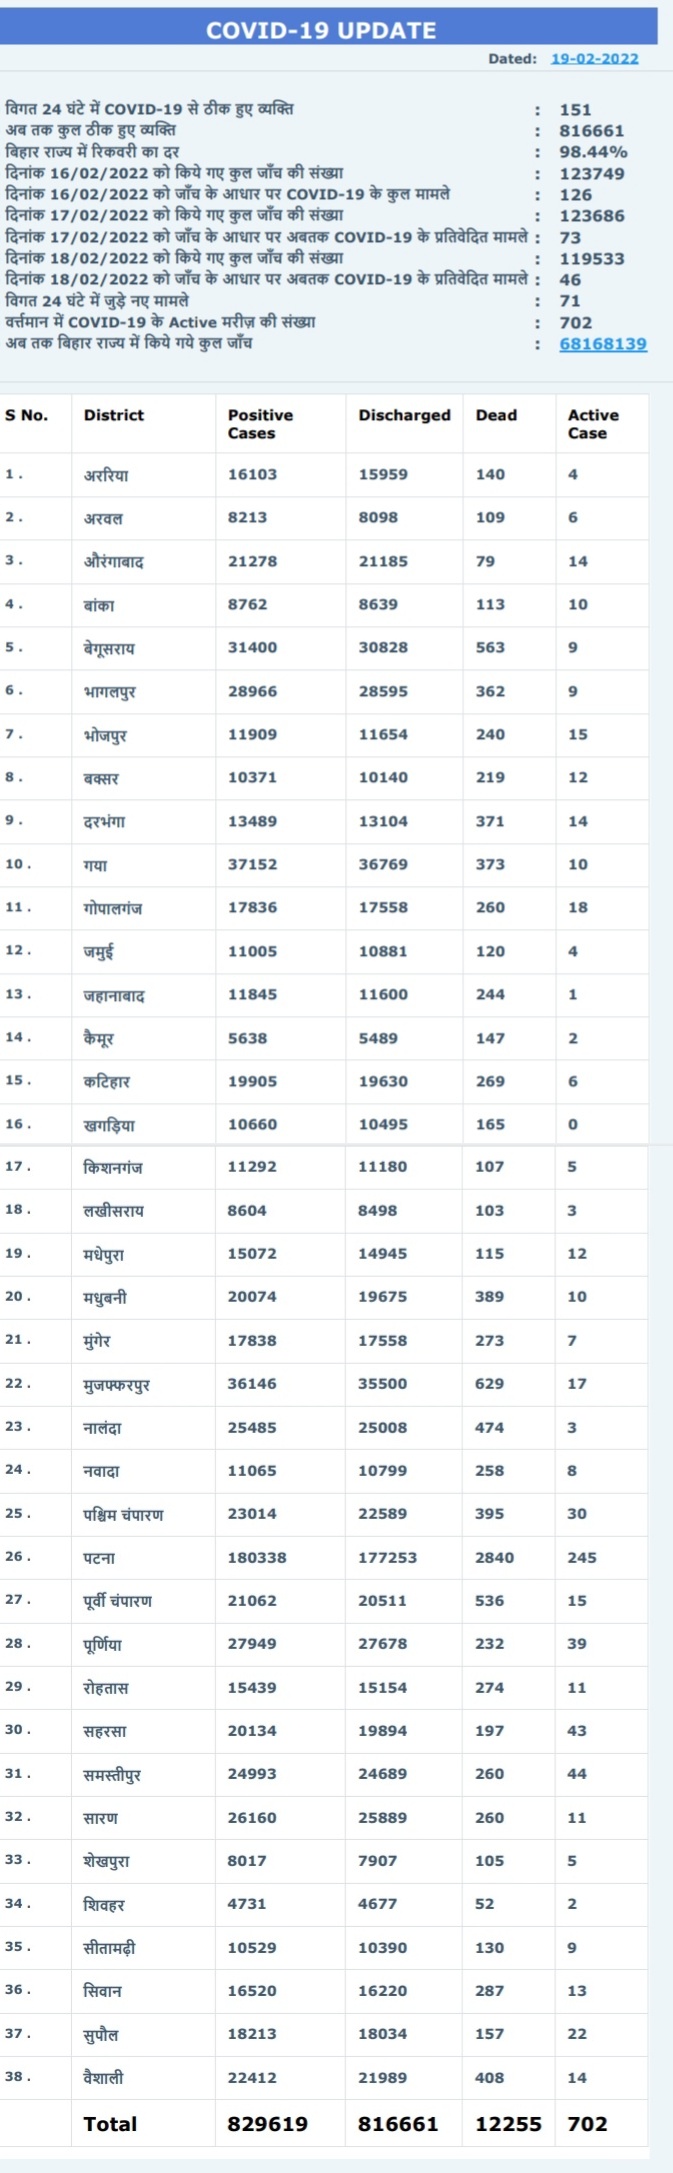 COVID-19 UPDATE
Dated: 19-02-2022
विगत 24 घंटे में COVID-19 से ठीक हुए व्यक्ति : 151
अब तक कुल ठीक हुए व्यक्ति : 816661
बिहार राज्य में रिकवरी का दर : 98.44%
दिनांक 16/02/2022 को किये गए कुल जाँच की संख्या : 123749
दिनांक 16/02/2022 को जाँच के आधार पर COVID-19 के कुल मामले : 126
दिनांक 17/02/2022 को किये गए कुल जाँच की संख्या : 123686
दिनांक 17/02/2022 को जाँच के आधार पर अबतक COVID-19 के प्रतिवेदित मामले : 73
दिनांक 18/02/2022 को किये गए कुल जाँच की संख्या : 119533
दिनांक 18/02/2022 को जाँच के आधार पर अबतक COVID-19 के प्रतिवेदित मामले : 46
विगत 24 घंटे में जुड़े नए मामले : 71
वर्त्तमान में COVID-19 के Active मरीज़ की संख्या : 702
अब तक बिहार राज्य में किये गये कुल जाँच : 68168139
S No. District Positive Cases Discharged Dead Active Case
1 . अररिया 16103 15959 140 4
2 . अरवल 8213 8098 109 6
3 . औरंगाबाद 21278 21185 79 14
4 . बांका 8762 8639 113 10
5 . बेगूसराय 31400 30828 563 9
6 . भागलपुर 28966 28595 362 9
7 . भोजपुर 11909 11654 240 15
8 . बक्सर 10371 10140 219 12
9 . दरभंगा 13489 13104 371 14
10 . गया 37152 36769 373 10
11 . गोपालगंज 17836 17558 260 18
12 . जमुई 11005 10881 120 4
13 . जहानाबाद 11845 11600 244 1
14 . कैमूर 5638 5489 147 2
15 . कटिहार 19905 19630 269 6
16 . खगड़िया 10660 10495 165 0
17 . किशनगंज 11292 11180 107 5
18 . लखीसराय 8604 8498 103 3
19 . मधेपुरा 15072 14945 115 12
20 . मधुबनी 20074 19675 389 10
21 . मुंगेर 17838 17558 273 7
22 . मुजफ्फरपुर 36146 35500 629 17
23 . नालंदा 25485 25008 474 3
24 . नवादा 11065 10799 258 8
25 . पश्चिम चंपारण 23014 22589 395 30
26 . पटना 180338 177253 2840 245
27 . पूर्वी चंपारण 21062 20511 536 15
28 . पूर्णिया 27949 27678 232 39
29 . रोहतास 15439 15154 274 11
30 . सहरसा 20134 19894 197 43
31 . समस्तीपुर 24993 24689 260 44
32 . सारण 26160 25889 260 11
33 . शेखपुरा 8017 7907 105 5
34 . शिवहर 4731 4677 52 2
35 . सीतामढ़ी 10529 10390 130 9
36 . सिवान 16520 16220 287 13
37 . सुपौल 18213 18034 157 22
38 . वैशाली 22412 21989 408 14
Total 829619 816661 12255 702